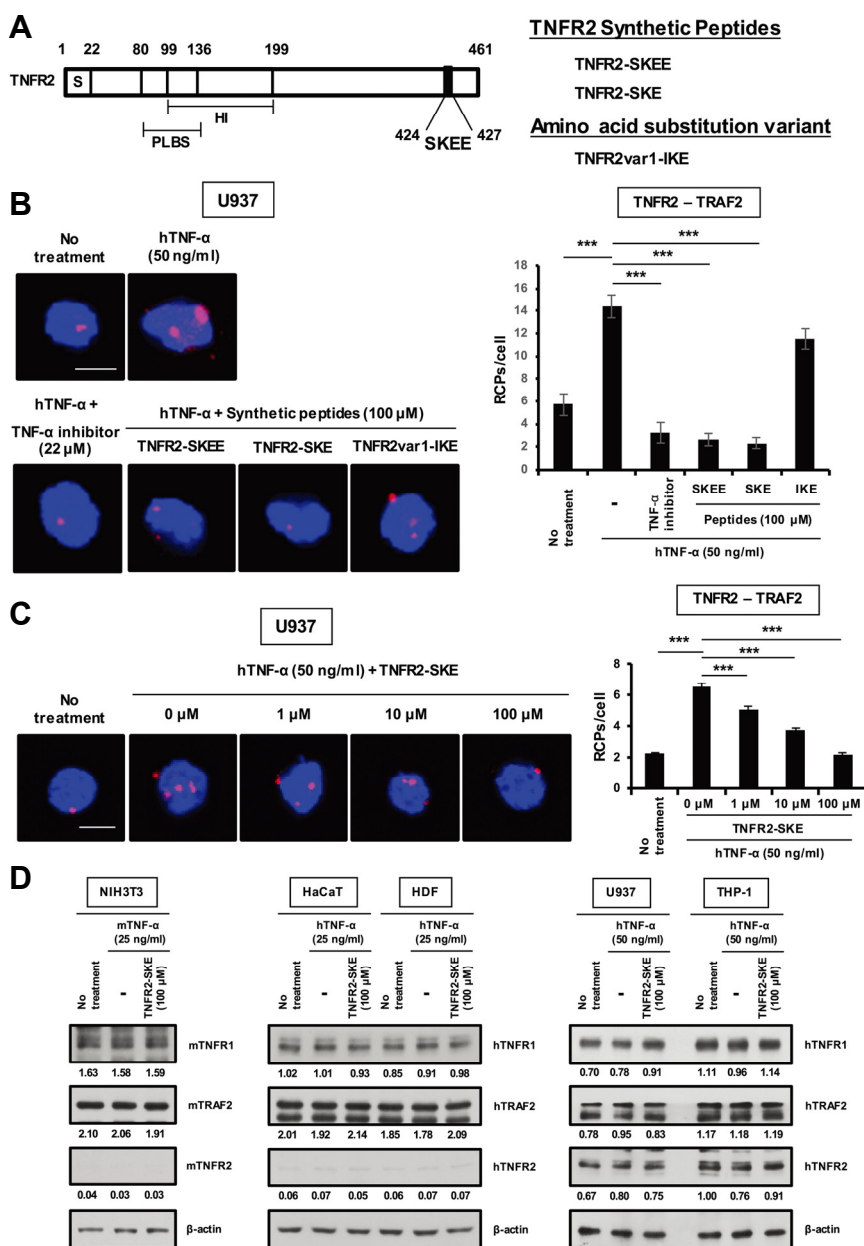 A
1 22 80 99 136 199 461
TNFR2
S
HI
PLBS
424 SKEE 427
TNFR2 Synthetic Peptides
TNFR2-SKEE
TNFR2-SKE
Amino acid substitution variant
TNFR2var1-IKE
B
U937
No
treatment
hTNF-α
(50 ng/ml)
hTNF-α +
TNF-α inhibitor
(22 µM)
hTNF-α + Synthetic peptides (100 µM)
TNFR2-SKEE
TNFR2-SKE
TNFR2var1-IKE
TNFR2 – TRAF2
***
***
***
***
RCPs/cell
18
16
14
12
10
8
6
4
2
0
No
treatment
-
TNF-α
inhibitor
SKEE
SKE
IKE
Peptides (100 µM)
hTNF-α (50 ng/ml)
C
U937
hTNF-α (50 ng/ml) + TNFR2-SKE
No
treatment
0 µM
1 µM
10 µM
100 µM
TNFR2 – TRAF2
***
***
***
***
RCPs/cell
8
6
4
2
0
No
treatment
0 µM
1 µM
10 µM
100 µM
TNFR2-SKE
hTNF-α (50 ng/ml)
D
NIH3T3
mTNF-α
(25 ng/ml)
No
treatment
-
TNFR2-SKE
(100 µM)
mTNFR1
1.63 1.58 1.59
mTRAF2
2.10 2.06 1.91
mTNFR2
0.04 0.03 0.03
β-actin
HaCaT
HDF
hTNF-α
(25 ng/ml)
hTNF-α
(25 ng/ml)
No
treatment
-
TNFR2-SKE
(100 µM)
No
treatment
-
TNFR2-SKE
(100 µM)
hTNFR1
1.02 1.01 0.93 0.85 0.91 0.98
hTRAF2
2.01 1.92 2.14 1.85 1.78 2.09
hTNFR2
0.06 0.07 0.05 0.06 0.07 0.07
β-actin
U937
THP-1
hTNF-α
(50 ng/ml)
hTNF-α
(50 ng/ml)
No
treatment
-
TNFR2-SKE
(100 µM)
No
treatment
-
TNFR2-SKE
(100 µM)
hTNFR1
0.70 0.78 0.91 1.11 0.96 1.14
hTRAF2
0.78 0.95 0.83 1.17 1.18 1.19
hTNFR2
0.67 0.80 0.75 1.00 0.76 0.91
β-actin